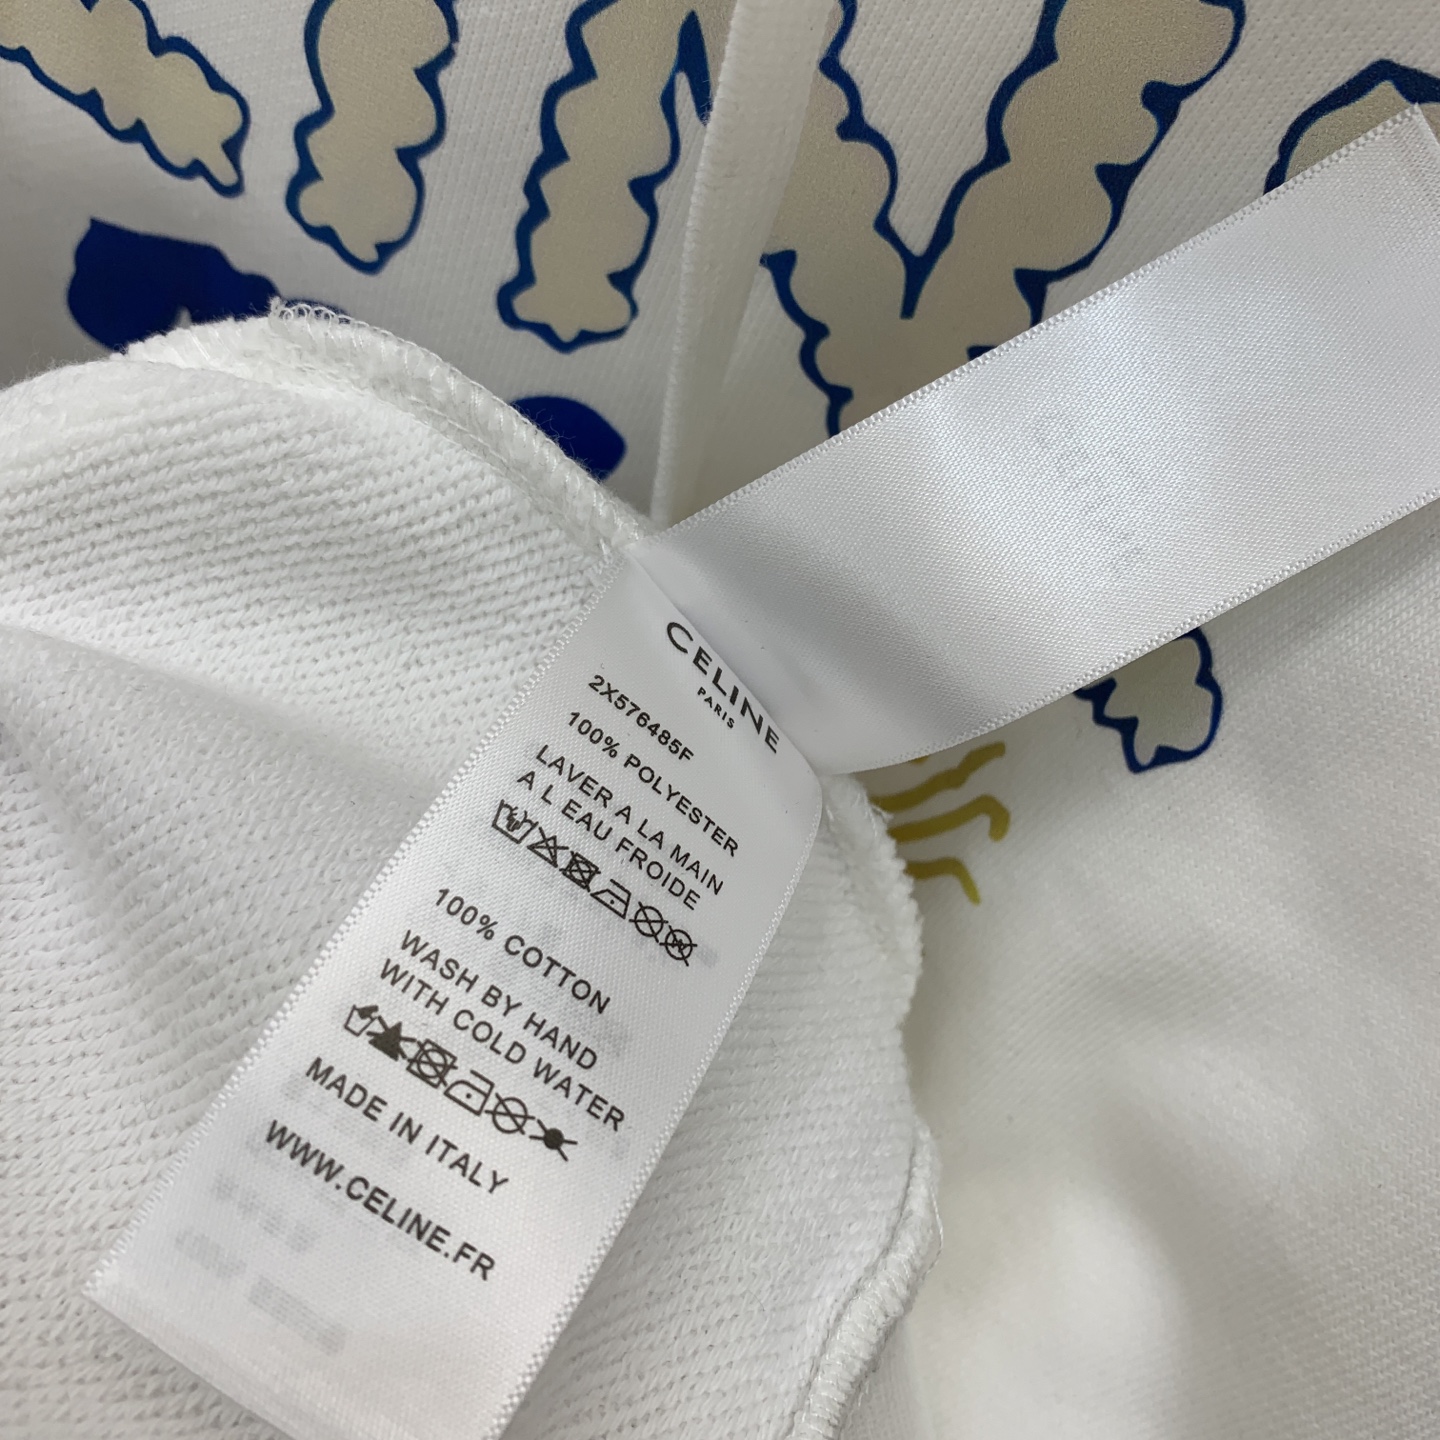 CELINE
PARIS
2X576485F
100% POLYESTER
LAVER A LA MAIN
A L EAU FROIDE
100% COTTON
WASH BY HAND
WITH COLD WATER
MADE IN ITALY
WWW.CELINE.FR